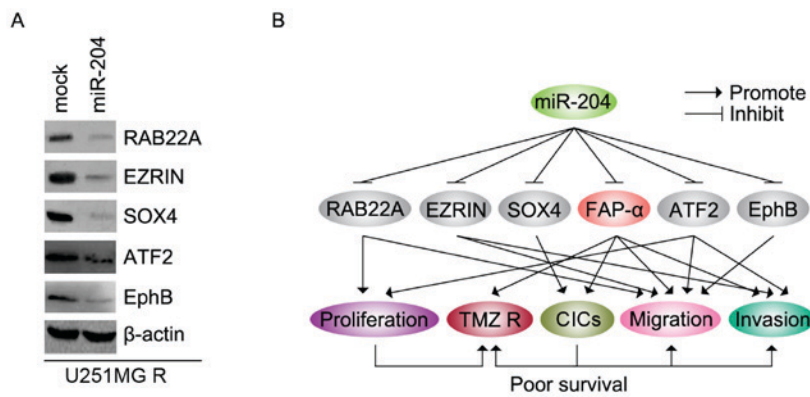 A
mock
miR-204
RAB22A
EZRIN
SOX4
ATF2
EphB
β-actin
U251MG R
B
miR-204
Promote
Inhibit
RAB22A EZRIN SOX4 FAP-α ATF2 EphB
Proliferation TMZ R CICs Migration Invasion
Poor survival